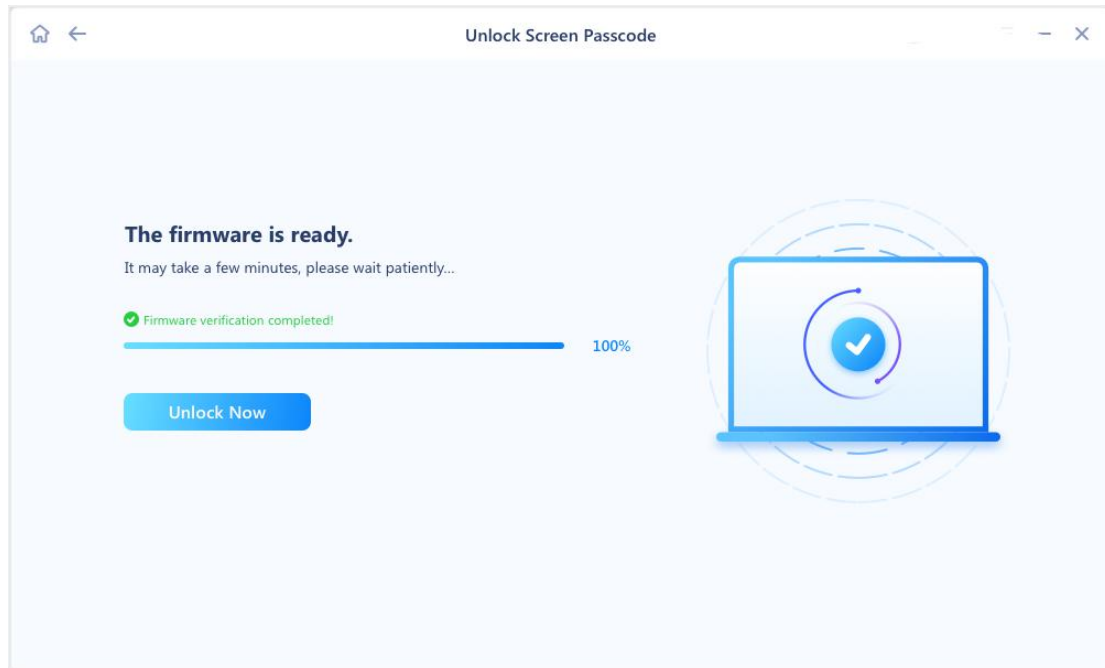 Unlock Screen Passcode
The firmware is ready.
It may take a few minutes, please wait patiently...
Firmware verification completed!
100%
Unlock Now